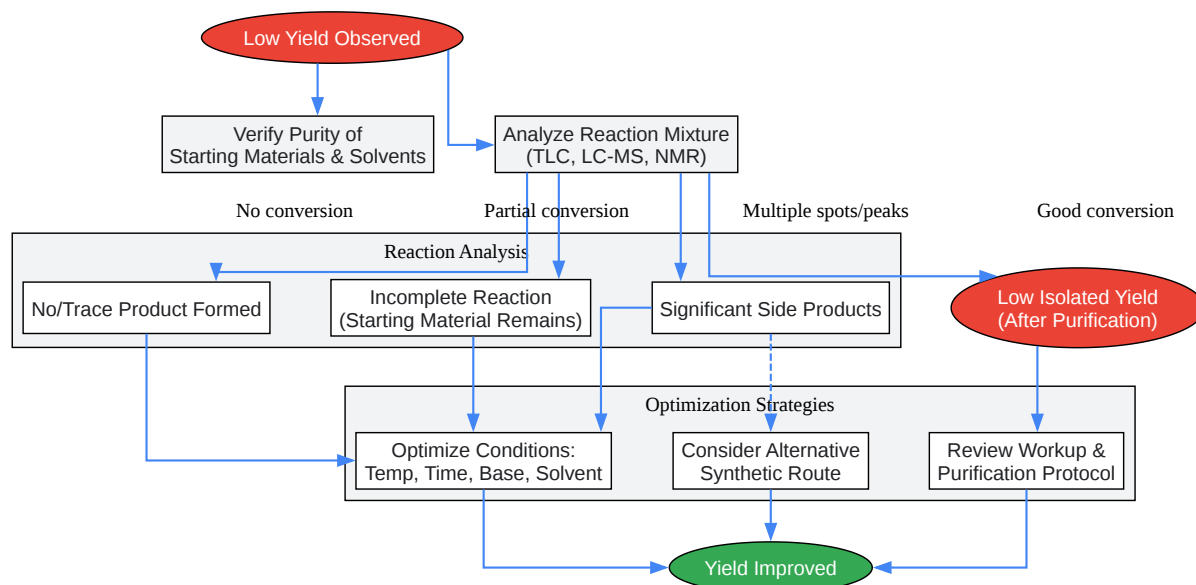 Low Yield Observed
Verify Purity of
Starting Materials & Solvents
Analyze Reaction Mixture
(TLC, LC-MS, NMR)
No conversion
Partial conversion
Multiple spots/peaks
Good conversion
Reaction Analysis
No/Trace Product Formed
Incomplete Reaction
(Starting Material Remains)
Significant Side Products
Low Isolated Yield
(After Purification)
Optimization Strategies
Optimize Conditions:
Temp, Time, Base, Solvent
Consider Alternative
Synthetic Route
Review Workup &
Purification Protocol
Yield Improved